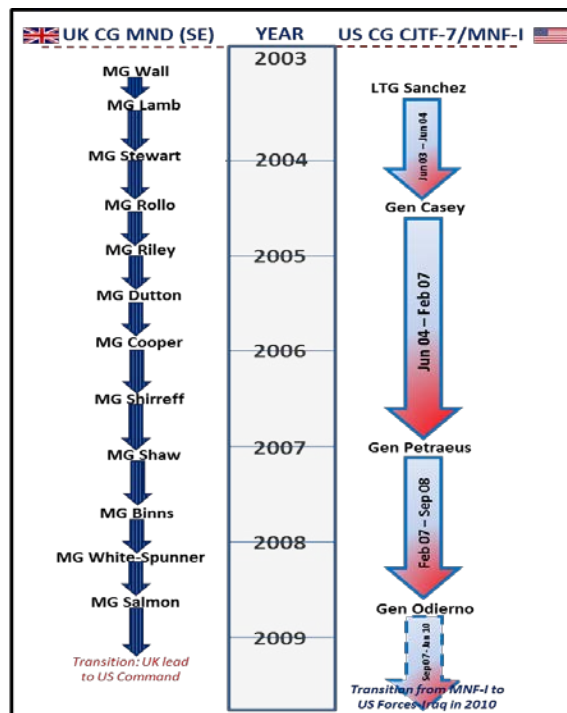 UK CG MND (SE)
YEAR
US CG CJTF-7/MNF-I
2003
MG Wall
LTG Sanchez
MG Lamb
Jun 03 – Jun 04
MG Stewart
2004
MG Rollo
Gen Casey
MG Riley
2005
MG Dutton
Jun 04 – Feb 07
MG Cooper
2006
MG Shirreff
2007
Gen Petraeus
MG Shaw
Feb 07 – Sep 08
MG Binns
2008
MG White-Spunner
MG Salmon
Gen Odierno
2009
Sep 07- Jan 10
Transition: UK lead
to US Command
Transition from MNF-I to
US Forces-Iraq in 2010